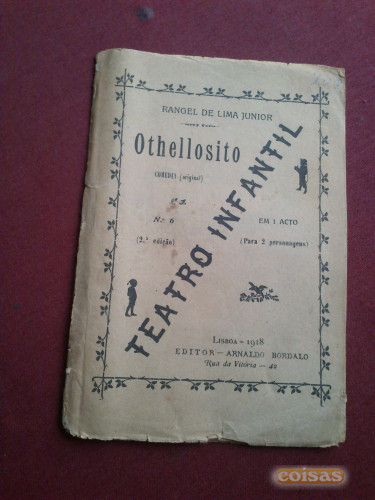 RANGEL DE LIMA JUNIOR
Othellosito
COMEDIA (original)
N.º 6
EM 1 ACTO
(2.ª edição)
(Para 2 personagens)
TEATRO INFANTIL
LISBOA – 1918
EDITOR — ARNALDO BORDALO
Rua da Victória — 42
coisas